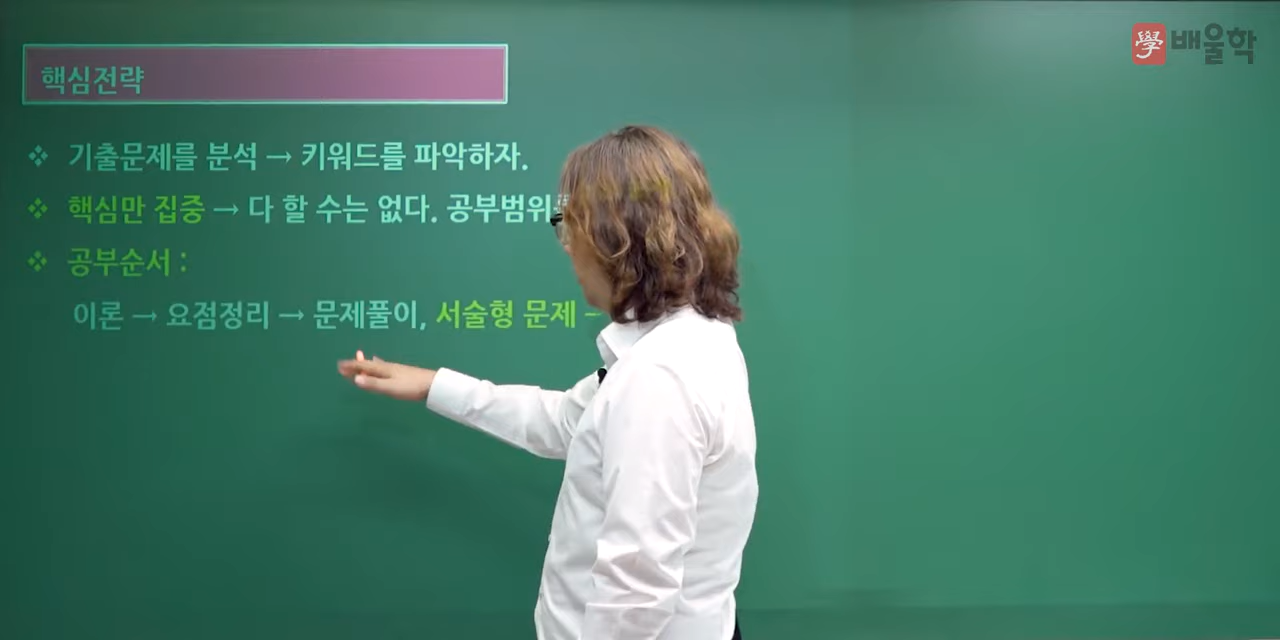 學 배울학
핵심전략
❖ 기출문제를 분석 → 키워드를 파악하자.
❖ 핵심만 집중 → 다 할 수는 없다. 공부범위
❖ 공부순서 :
이론 → 요점정리 → 문제풀이, 서술형 문제